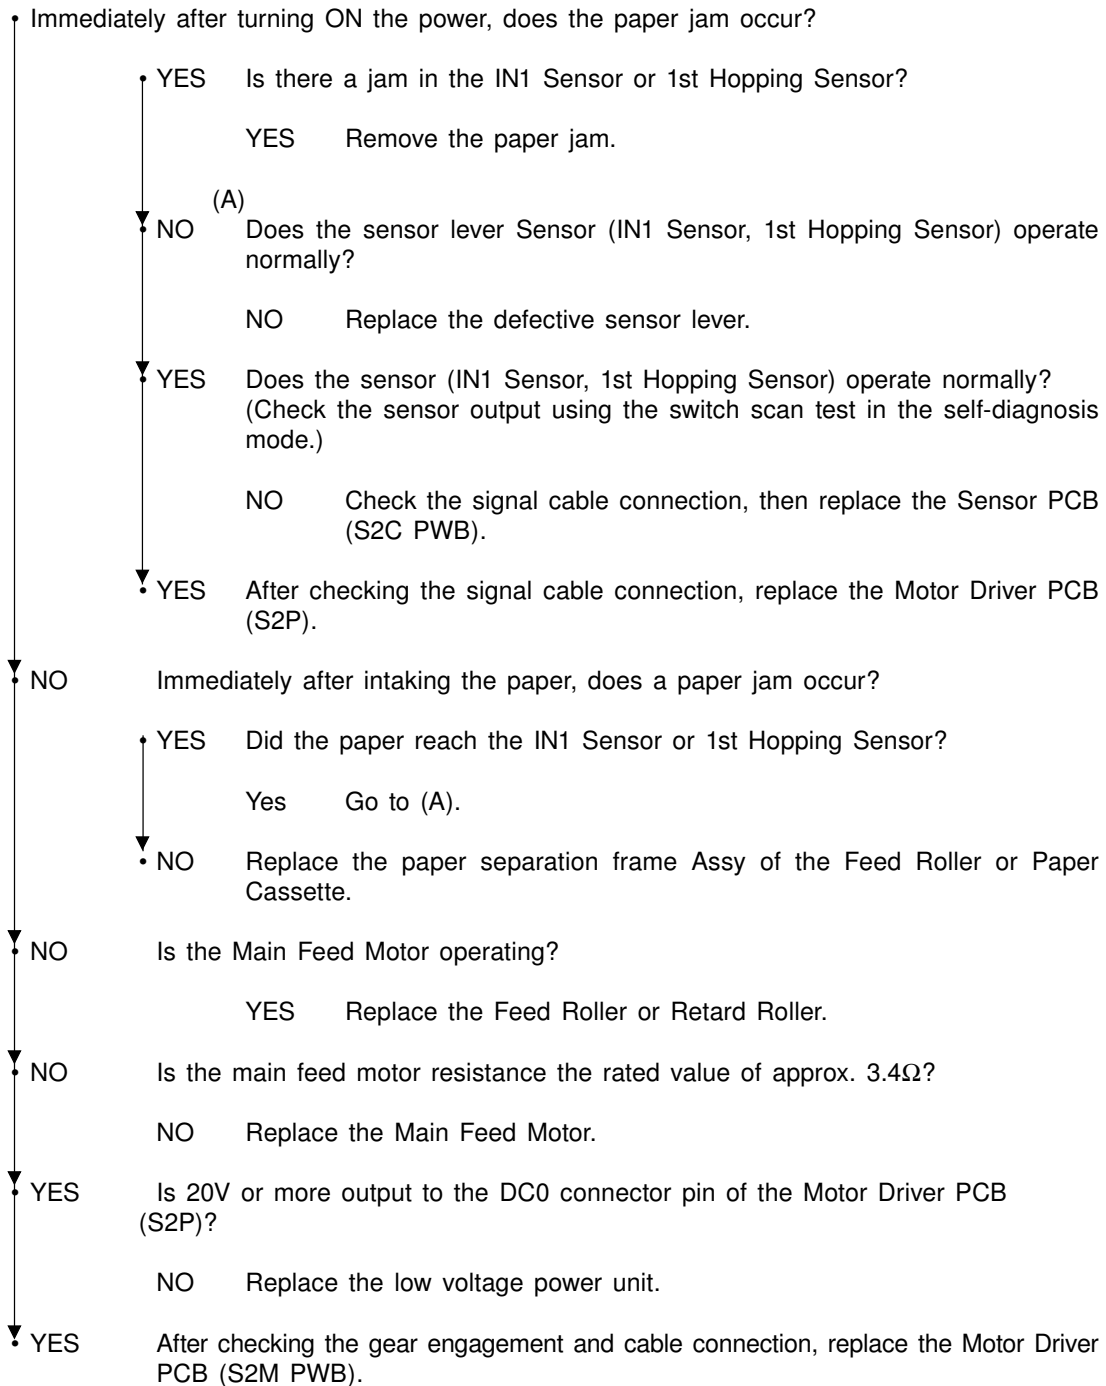 Immediately after turning ON the power, does the paper jam occur?
YES Is there a jam in the IN1 Sensor or 1st Hopping Sensor?
YES Remove the paper jam.
(A)
NO Does the sensor lever Sensor (IN1 Sensor, 1st Hopping Sensor) operate
normally?
NO Replace the defective sensor lever.
YES Does the sensor (IN1 Sensor, 1st Hopping Sensor) operate normally?
(Check the sensor output using the switch scan test in the self-diagnosis
mode.)
NO Check the signal cable connection, then replace the Sensor PCB
(S2C PWB).
YES After checking the signal cable connection, replace the Motor Driver PCB
(S2P).
NO Immediately after intaking the paper, does a paper jam occur?
YES Did the paper reach the IN1 Sensor or 1st Hopping Sensor?
Yes Go to (A).
NO Replace the paper separation frame Assy of the Feed Roller or Paper
Cassette.
NO Is the Main Feed Motor operating?
YES Replace the Feed Roller or Retard Roller.
NO Is the main feed motor resistance the rated value of approx. 3.4Ω?
NO Replace the Main Feed Motor.
YES Is 20V or more output to the DC0 connector pin of the Motor Driver PCB
(S2P)?
NO Replace the low voltage power unit.
YES After checking the gear engagement and cable connection, replace the Motor Driver
PCB (S2M PWB).